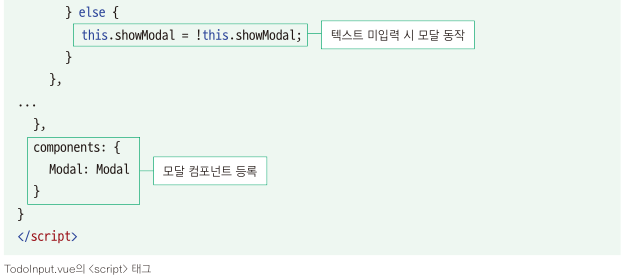 } else {
this.showModal = !this.showModal; 텍스트 미입력 시 모달 동작
}
},
...
},
components: {
Modal: Modal 모달 컴포넌트 등록
}
}
</script>
TodoInput.vue의 <script> 태그